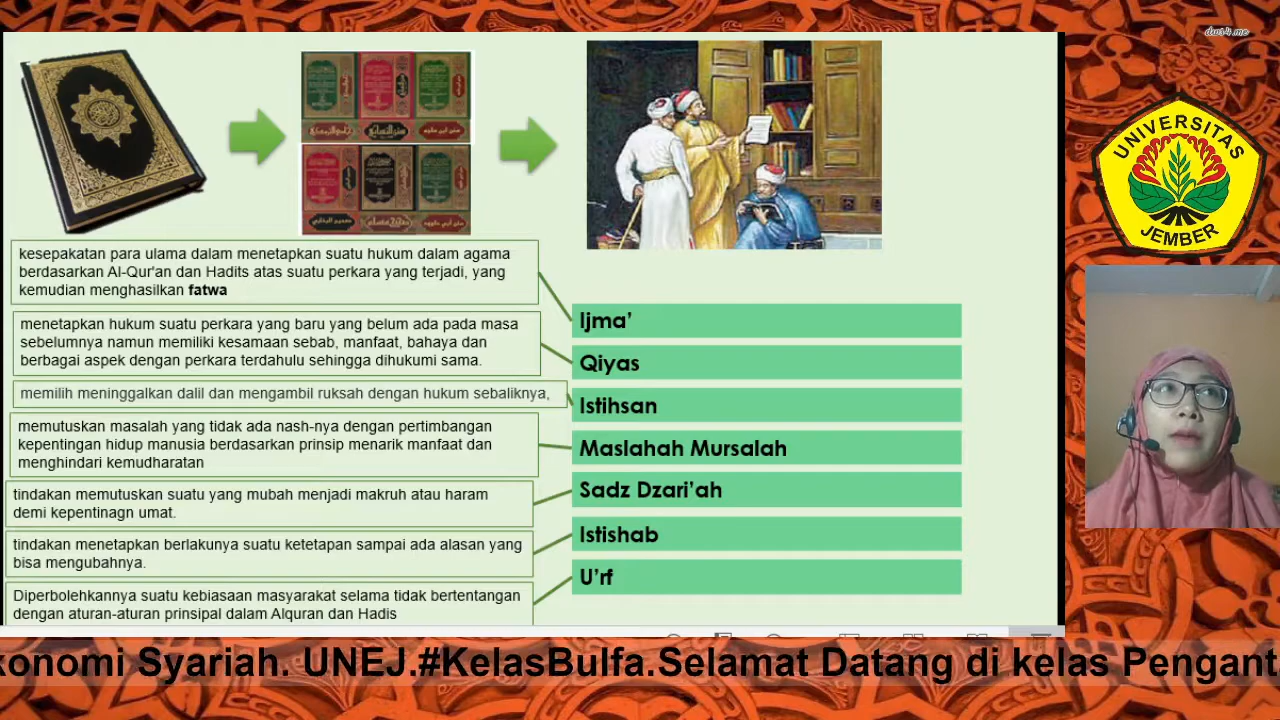 dws4.me
UNIVERSITAS
JEMBER
kesepakatan para ulama dalam menetapkan suatu hukum dalam agama
berdasarkan Al-Qur'an dan Hadits atas suatu perkara yang terjadi, yang
kemudian menghasilkan fatwa
menetapkan hukum suatu perkara yang baru yang belum ada pada masa
sebelumnya namun memiliki kesamaan sebab, manfaat, bahaya dan
berbagai aspek dengan perkara terdahulu sehingga dihukumi sama.
memilih meninggalkan dalil dan mengambil ruksah dengan hukum sebaliknya,
memutuskan masalah yang tidak ada nash-nya dengan pertimbangan
kepentingan hidup manusia berdasarkan prinsip menarik manfaat dan
menghindari kemudharatan
tindakan memutuskan suatu yang mubah menjadi makruh atau haram
demi kepentinagn umat.
tindakan menetapkan berlakunya suatu ketetapan sampai ada alasan yang
bisa mengubahnya.
Diperbolehkannya suatu kebiasaan masyarakat selama tidak bertentangan
dengan aturan-aturan prinsipal dalam Alquran dan Hadis
Ijma’
Qiyas
Istihsan
Maslahah Mursalah
Sadz Dzari’ah
Istishab
U’rf
konomi Syariah. UNEJ.#KelasBulfa.Selamat Datang di kelas Pengant